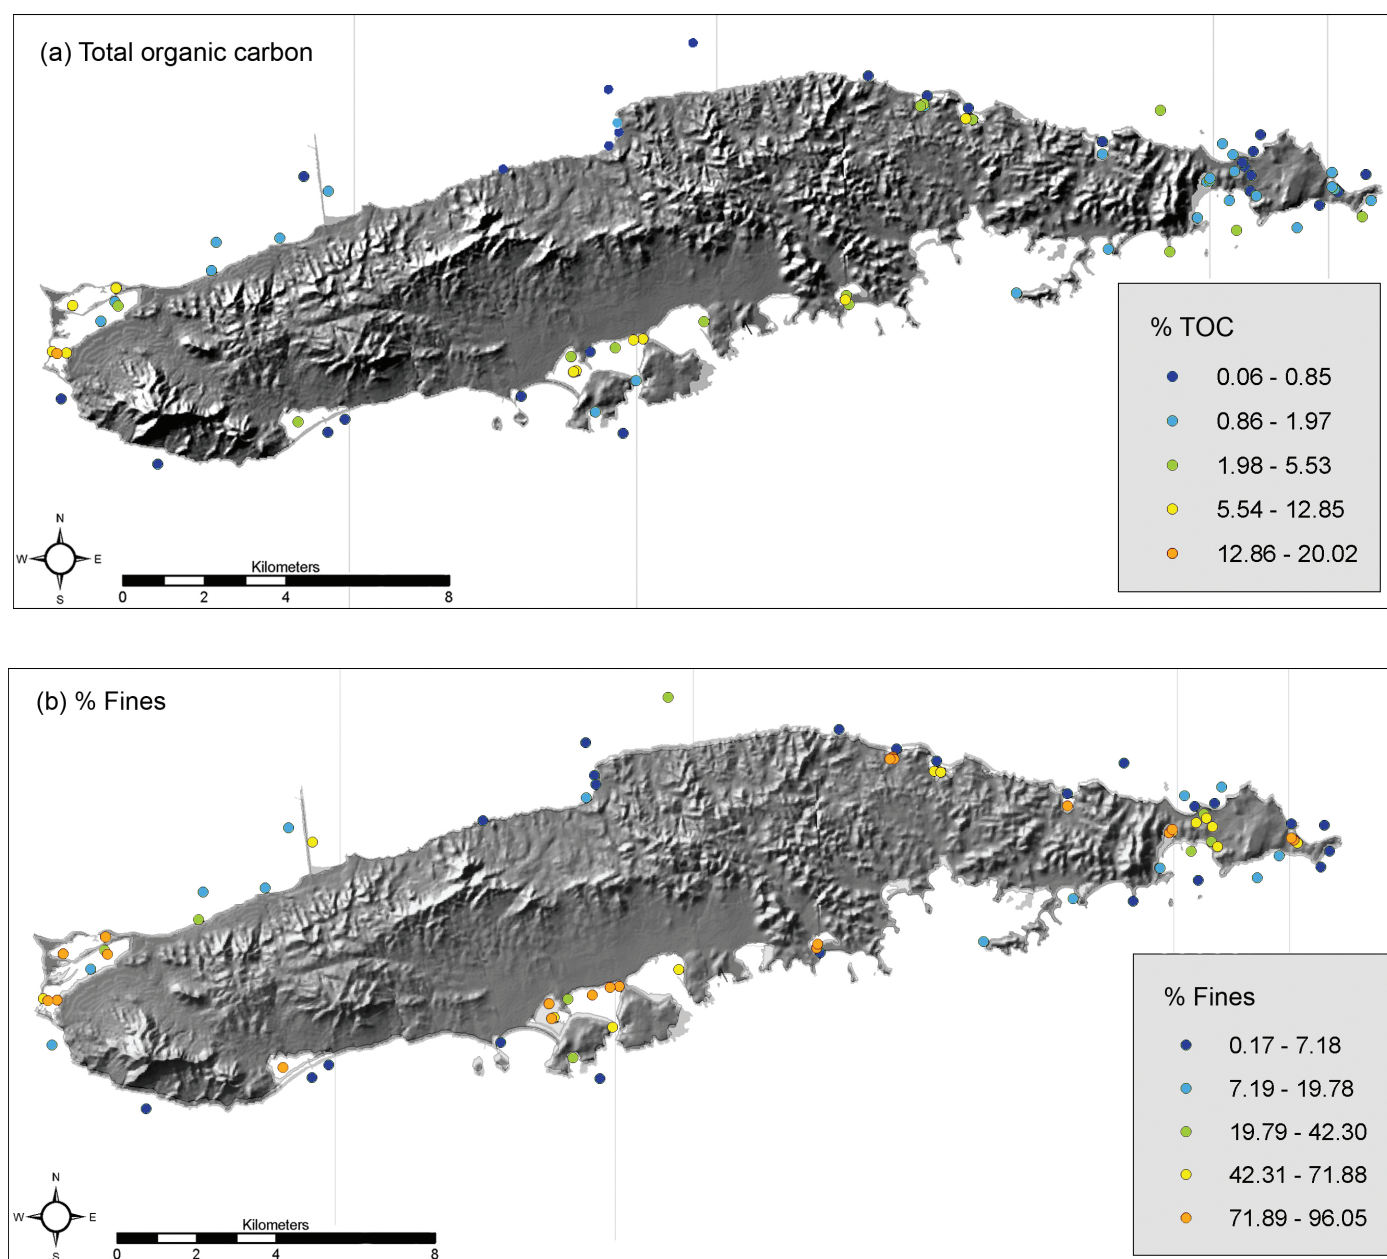 (a) Total organic carbon
% TOC
0.06 - 0.85
0.86 - 1.97
1.98 - 5.53
5.54 - 12.85
12.86 - 20.02
N
W E
S
Kilometers
0 2 4 8
(b) % Fines
% Fines
0.17 - 7.18
7.19 - 19.78
19.79 - 42.30
42.31 - 71.88
71.89 - 96.05
N
W E
S
Kilometers
0 2 4 8